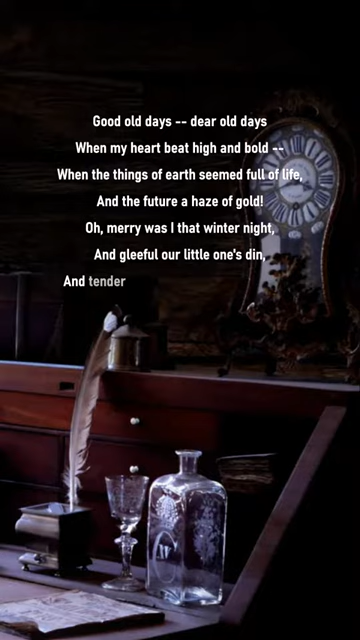 Good old days -- dear old days
When my heart beat high and bold --
When the things of earth seemed full of life,
And the future a haze of gold!
Oh, merry was I that winter night,
And gleeful our little one's din,
And tender